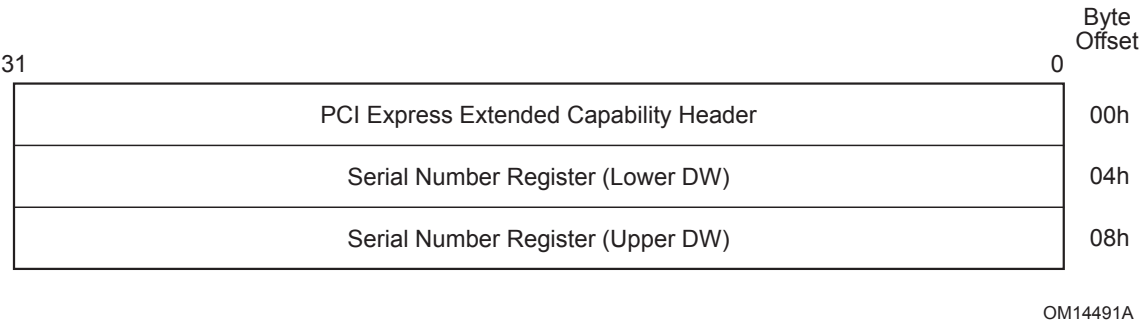 Byte
Offset
31 0
PCI Express Extended Capability Header 00h
Serial Number Register (Lower DW) 04h
Serial Number Register (Upper DW) 08h
OM14491A